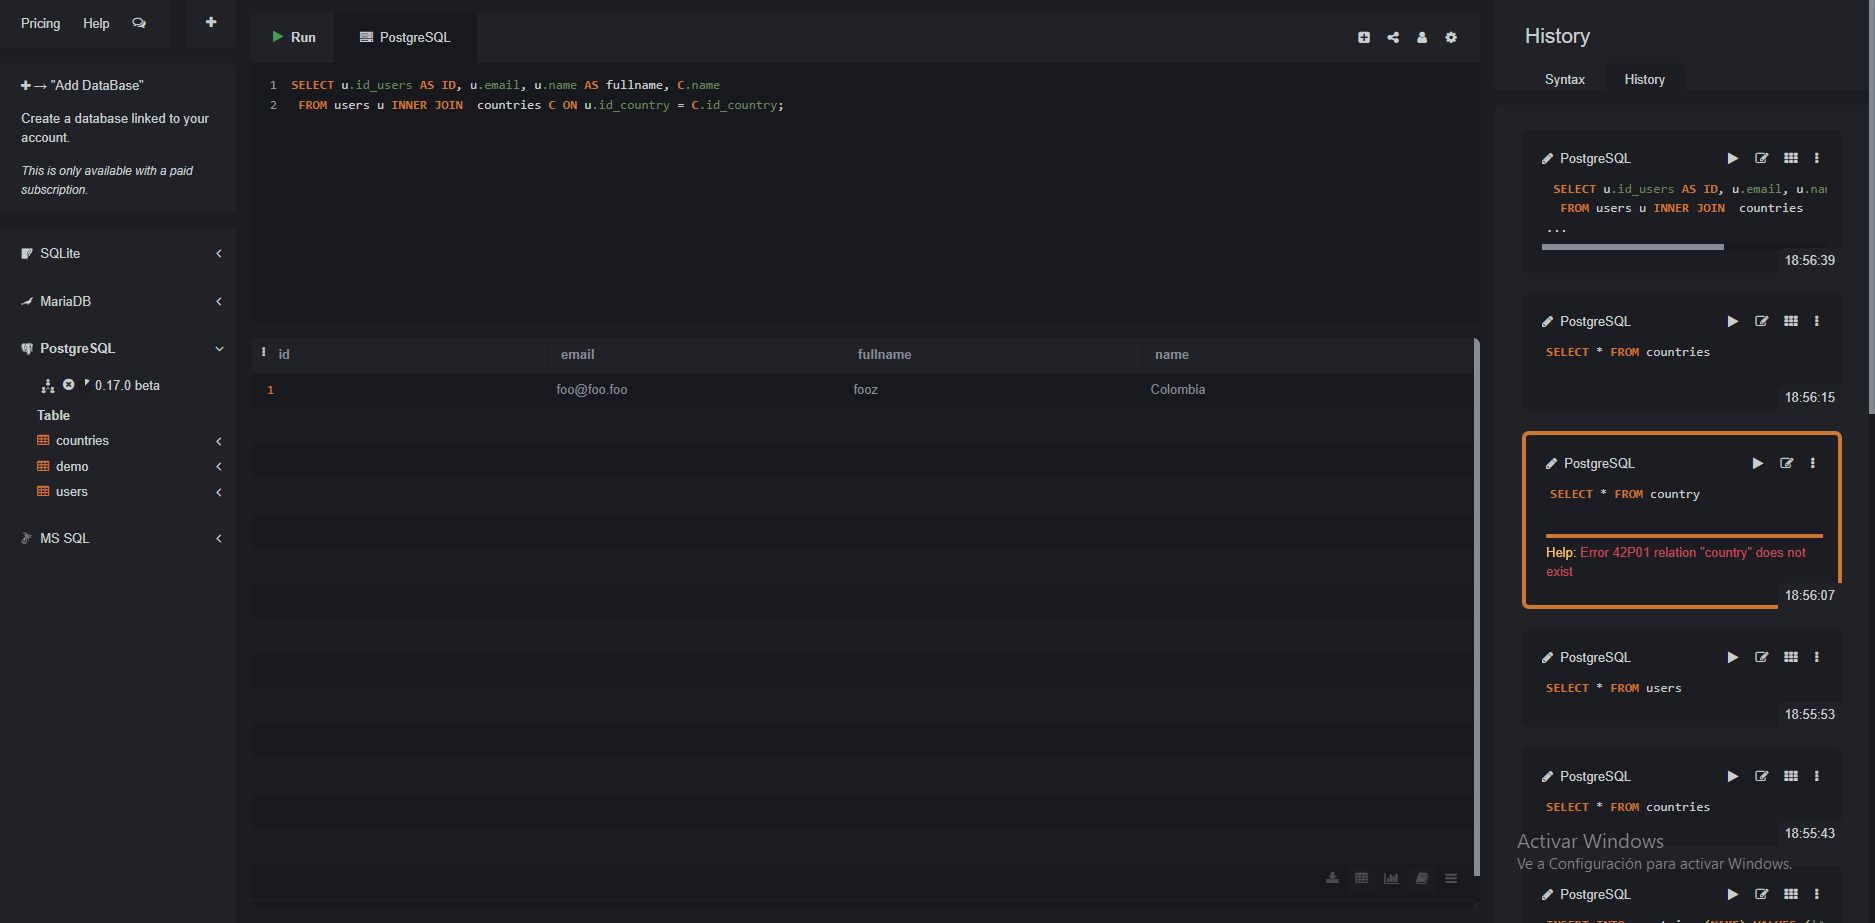 Pricing Help
"Add DataBase"
Create a database linked to your
account.
This is only available with a paid
subscription.
SQLite
MariaDB
PostgreSQL
0.17.0 beta
Table
countries
demo
users
MS SQL
Run PostgreSQL
1 SELECT u.id_users AS ID, u.email, u.name AS fullname, C.name
2 FROM users u INNER JOIN countries C ON u.id_country = C.id_country;
id email fullname name
1 foo@foo.foo fooz Colombia
History
Syntax History
PostgreSQL
SELECT u.id_users AS ID, u.email, u.nam
FROM users u INNER JOIN countries
...
18:56:39
PostgreSQL
SELECT * FROM countries
18:56:15
PostgreSQL
SELECT * FROM country
Help: Error 42P01 relation "country" does not
exist
18:56:07
PostgreSQL
SELECT * FROM users
18:55:53
PostgreSQL
SELECT * FROM countries
18:55:43
Activar Windows
Ve a Configuración para activar Windows.
PostgreSQL